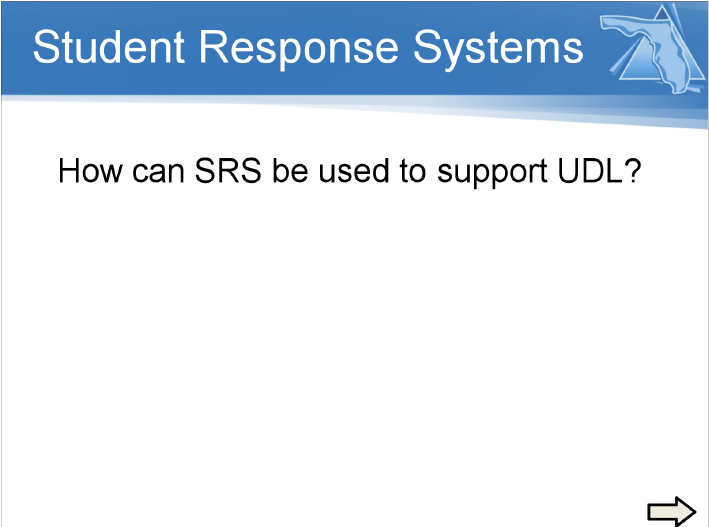 Student Response Systems
How can SRS be used to support UDL?